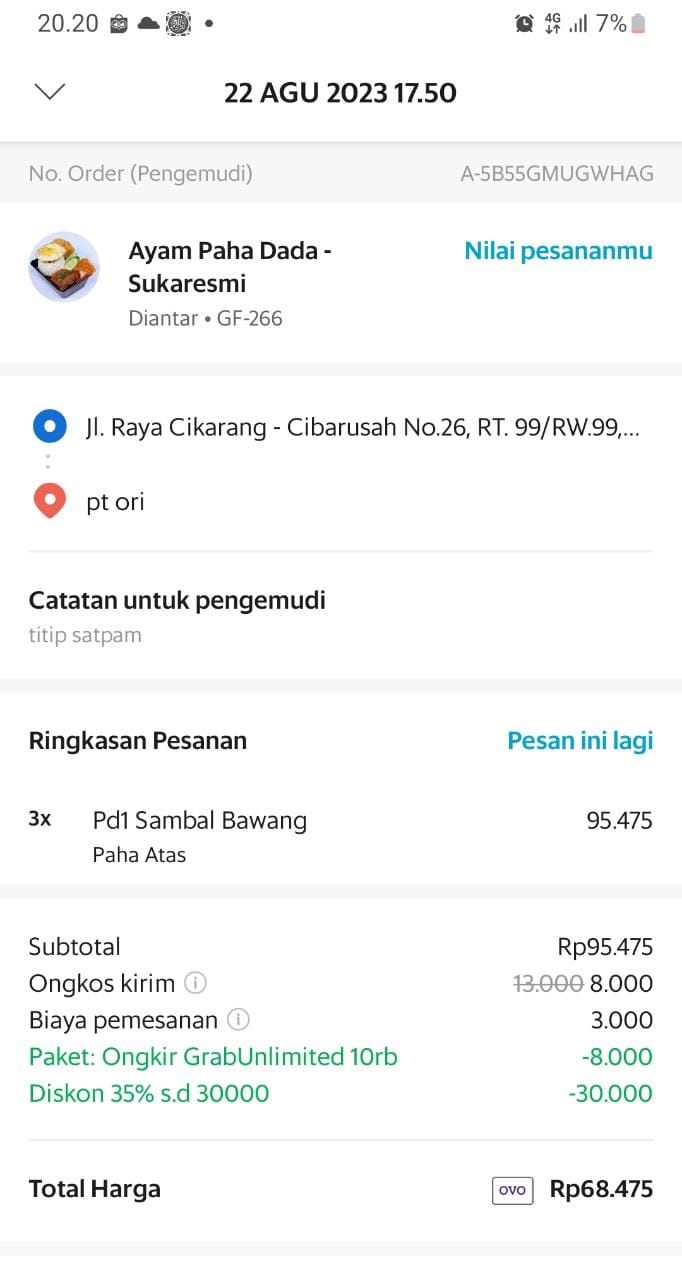 20.20 4G 7%
22 AGU 2023 17.50
No. Order (Pengemudi) A-5B55GMUGWHAG
Ayam Paha Dada - Nilai pesananmu
Sukaresmi
Diantar • GF-266
Jl. Raya Cikarang - Cibarusah No.26, RT. 99/RW.99,...
pt ori
Catatan untuk pengemudi
titip satpam
Ringkasan Pesanan Pesan ini lagi
3x Pd1 Sambal Bawang 95.475
Paha Atas
Subtotal Rp95.475
Ongkos kirim 13.000 8.000
Biaya pemesanan 3.000
Paket: Ongkir GrabUnlimited 10rb -8.000
Diskon 35% s.d 30000 -30.000
Total Harga OVO Rp68.475